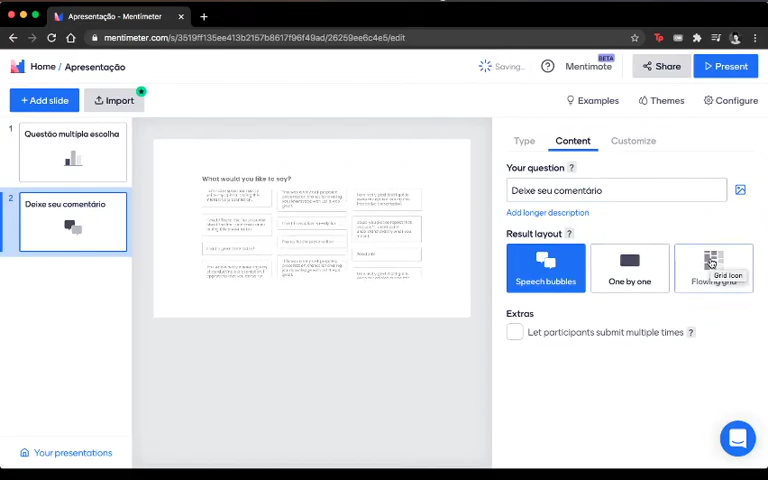 Apresentação - Mentimeter
mentimeter.com/s/3519ff135ee413b2157b8617f96f49ad/26259ee6c4e5/edit
Home / Apresentação
Saving...
Mentimote
BETA
Share
Present
+ Add slide
Import
Examples
Themes
Configure
1
Questão multipla escolha
2
Deixe seu comentário
What would you like to say?
Type
Content
Customize
Your question ?
Deixe seu comentário
Add longer description
Result layout ?
Speech bubbles
One by one
Flowing grid
Grid Icon
Extras
Let participants submit multiple times ?
Your presentations